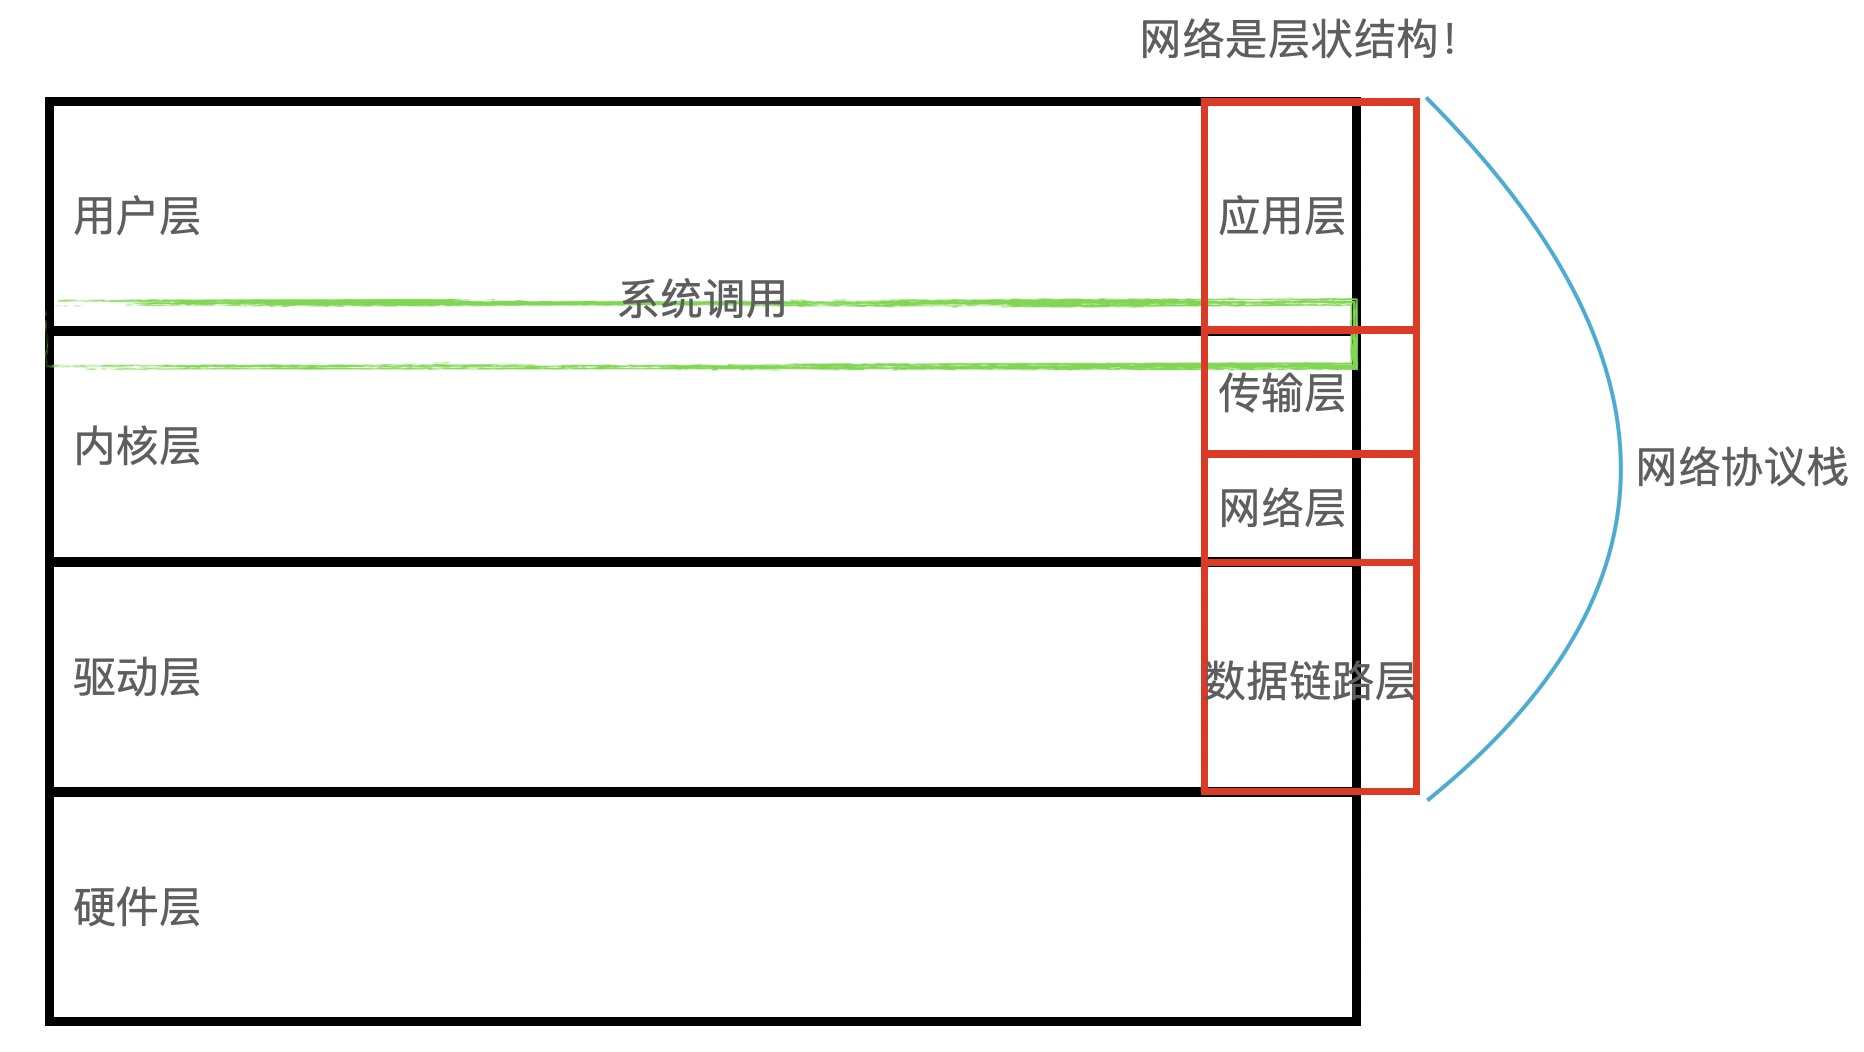 网络是层状结构！
用户层
应用层
系统调用
传输层
内核层
网络协议栈
网络层
驱动层
数据链路层
硬件层